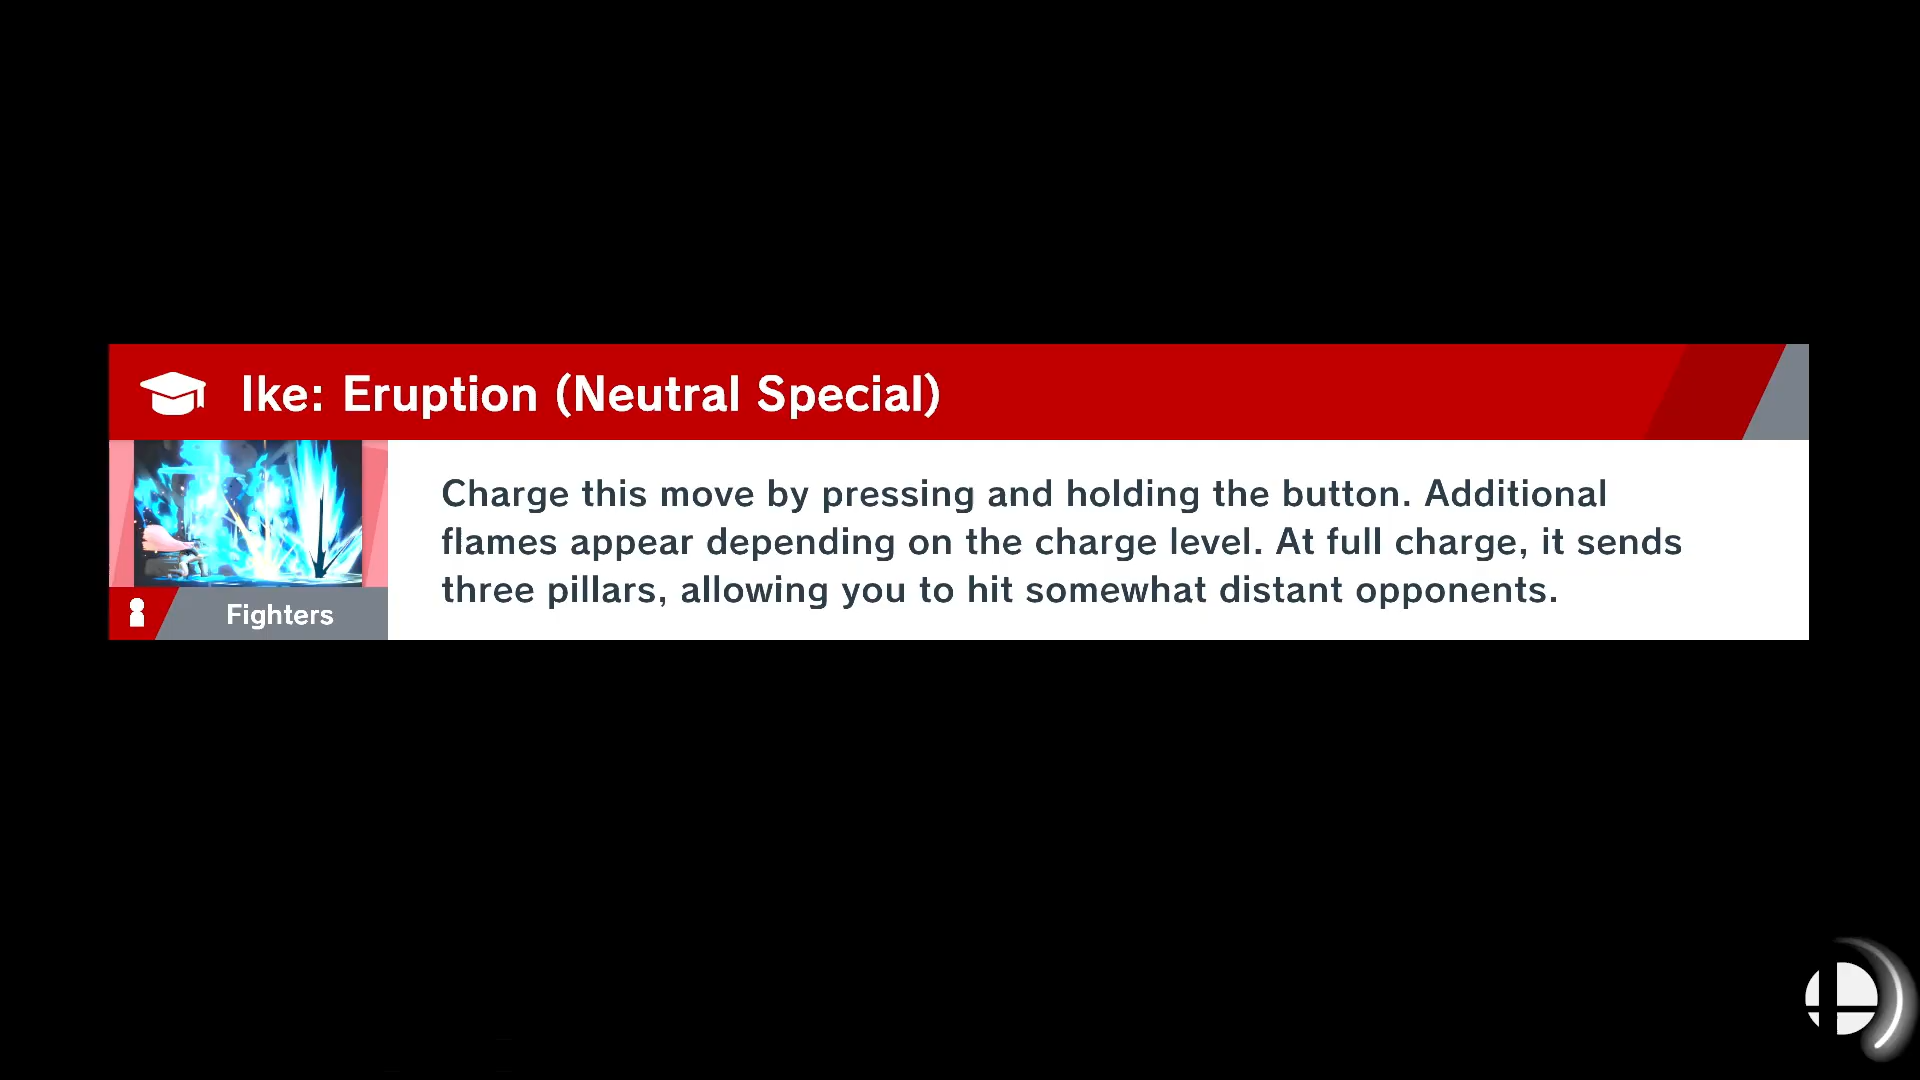 Ike: Eruption (Neutral Special)
Charge this move by pressing and holding the button. Additional
flames appear depending on the charge level. At full charge, it sends
three pillars, allowing you to hit somewhat distant opponents.
Fighters